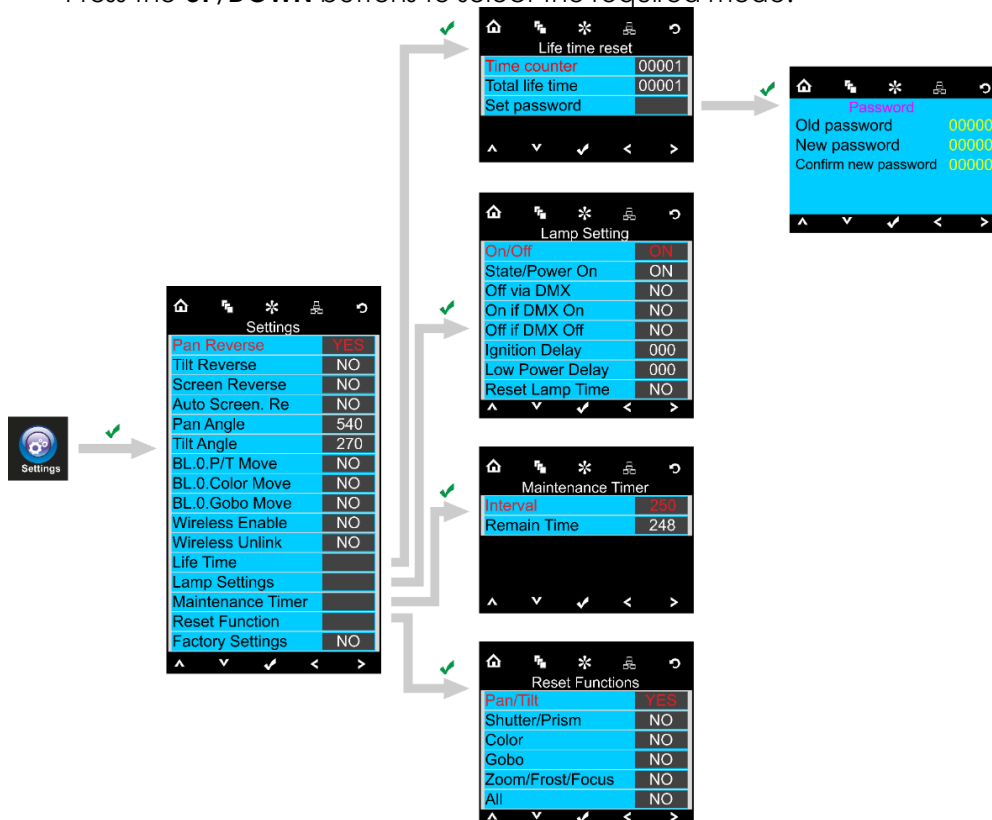 Press the UP/DOWN buttons to select the required mode.
Settings
Settings
Pan Reverse YES
Tilt Reverse NO
Screen Reverse NO
Auto Screen. Re NO
Pan Angle 540
Tilt Angle 270
BL.0.P/T Move NO
BL.0.Color Move NO
BL.0.Gobo Move NO
Wireless Enable NO
Wireless Unlink NO
Life Time
Lamp Settings
Maintenance Timer
Reset Function
Factory Settings NO
Life time reset
Time counter 00001
Total life time 00001
Set password
Password
Old password 00000
New password 00000
Confirm new password 00000
Lamp Setting
On/Off ON
State/Power On ON
Off via DMX NO
On if DMX On NO
Off if DMX Off NO
Ignition Delay 000
Low Power Delay 000
Reset Lamp Time NO
Maintenance Timer
Interval 250
Remain Time 248
Reset Functions
Pan/Tilt YES
Shutter/Prism NO
Color NO
Gobo NO
Zoom/Frost/Focus NO
All NO